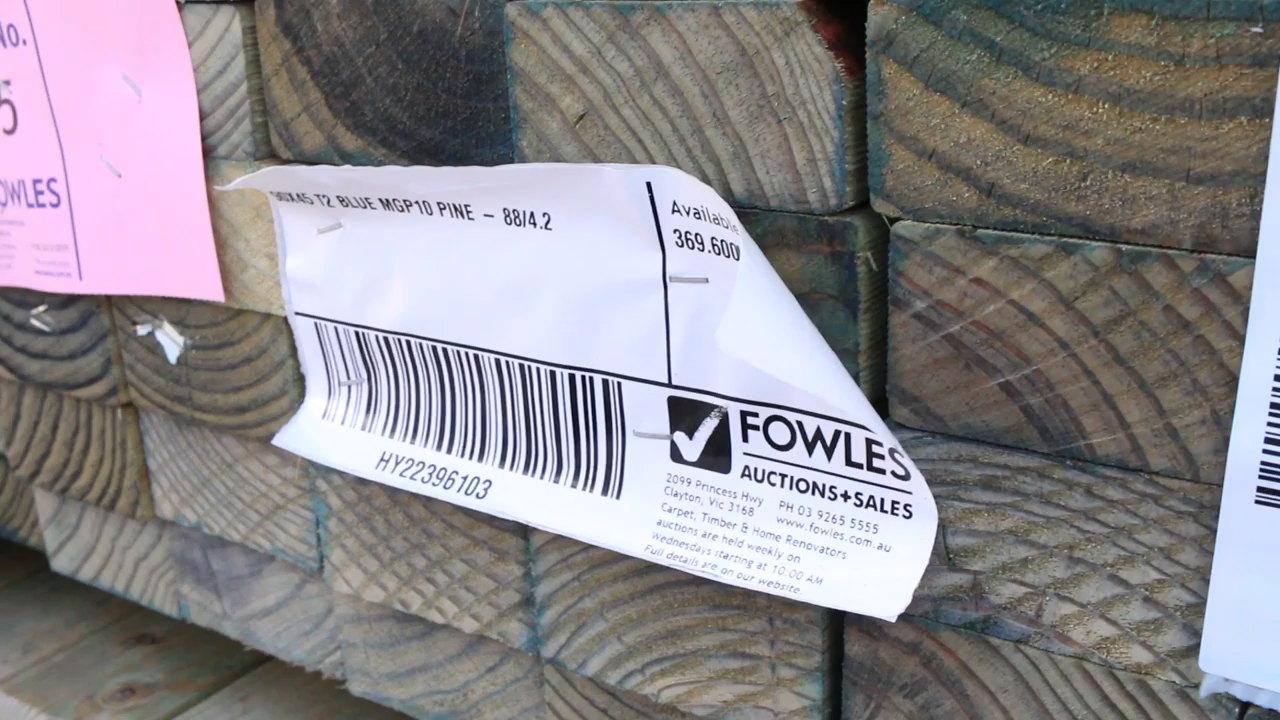 No.
5
OWLES
90X45 T2 BLUE MGP10 PINE – 88/4.2
Available
369.600
HY22396103
FOWLES
AUCTIONS+SALES
2099 Princess Hwy PH 03 9265 5555
Clayton, Vic 3168 www.fowles.com.au
Carpet, Timber & Home Renovators
auctions are held weekly on
Wednesdays starting at 10:00 AM
Full details are on our website.